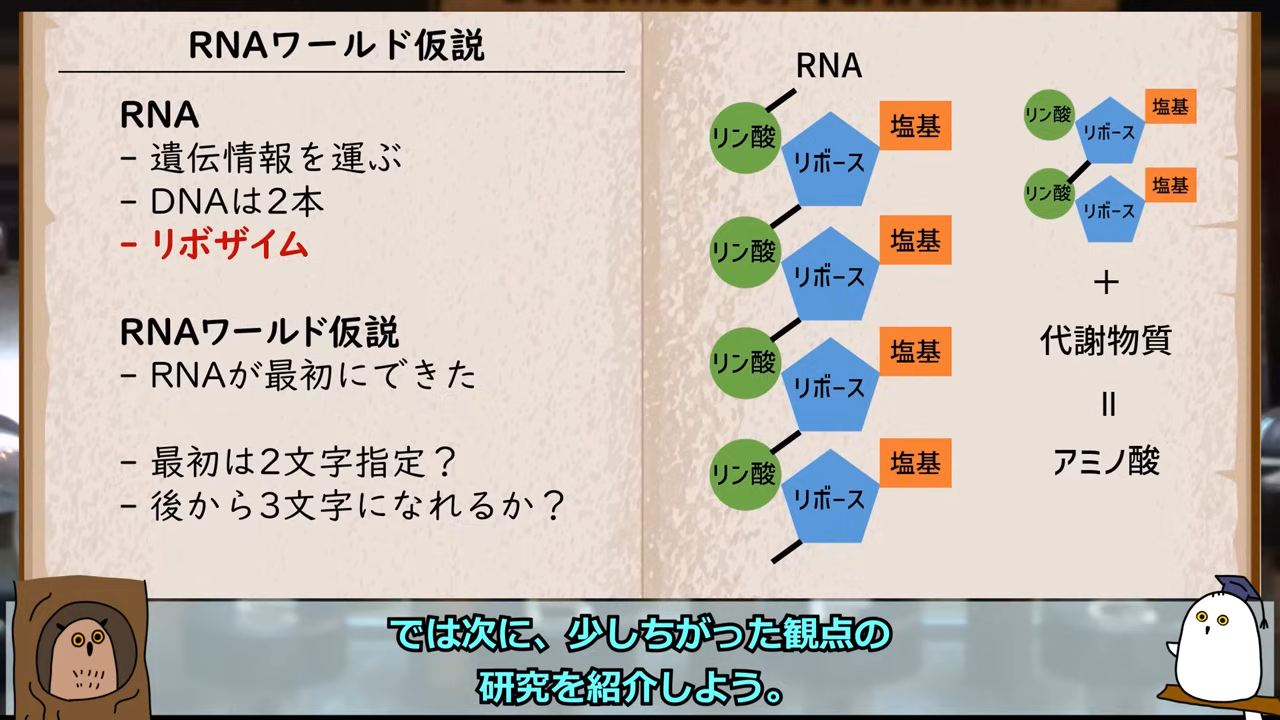 RNAワールド仮説
RNA
- 遺伝情報を運ぶ
- DNAは2本
- リボザイム
RNAワールド仮説
- RNAが最初にできた
- 最初は2文字指定？
- 後から3文字になれるか？
RNA
リン酸
リボース
塩基
リン酸
リボース
塩基
リン酸
リボース
塩基
リン酸
リボース
塩基
リン酸
リボース
塩基
リン酸
リボース
塩基
＋
代謝物質
＝
アミノ酸
では次に、少しちがった観点の
研究を紹介しよう。